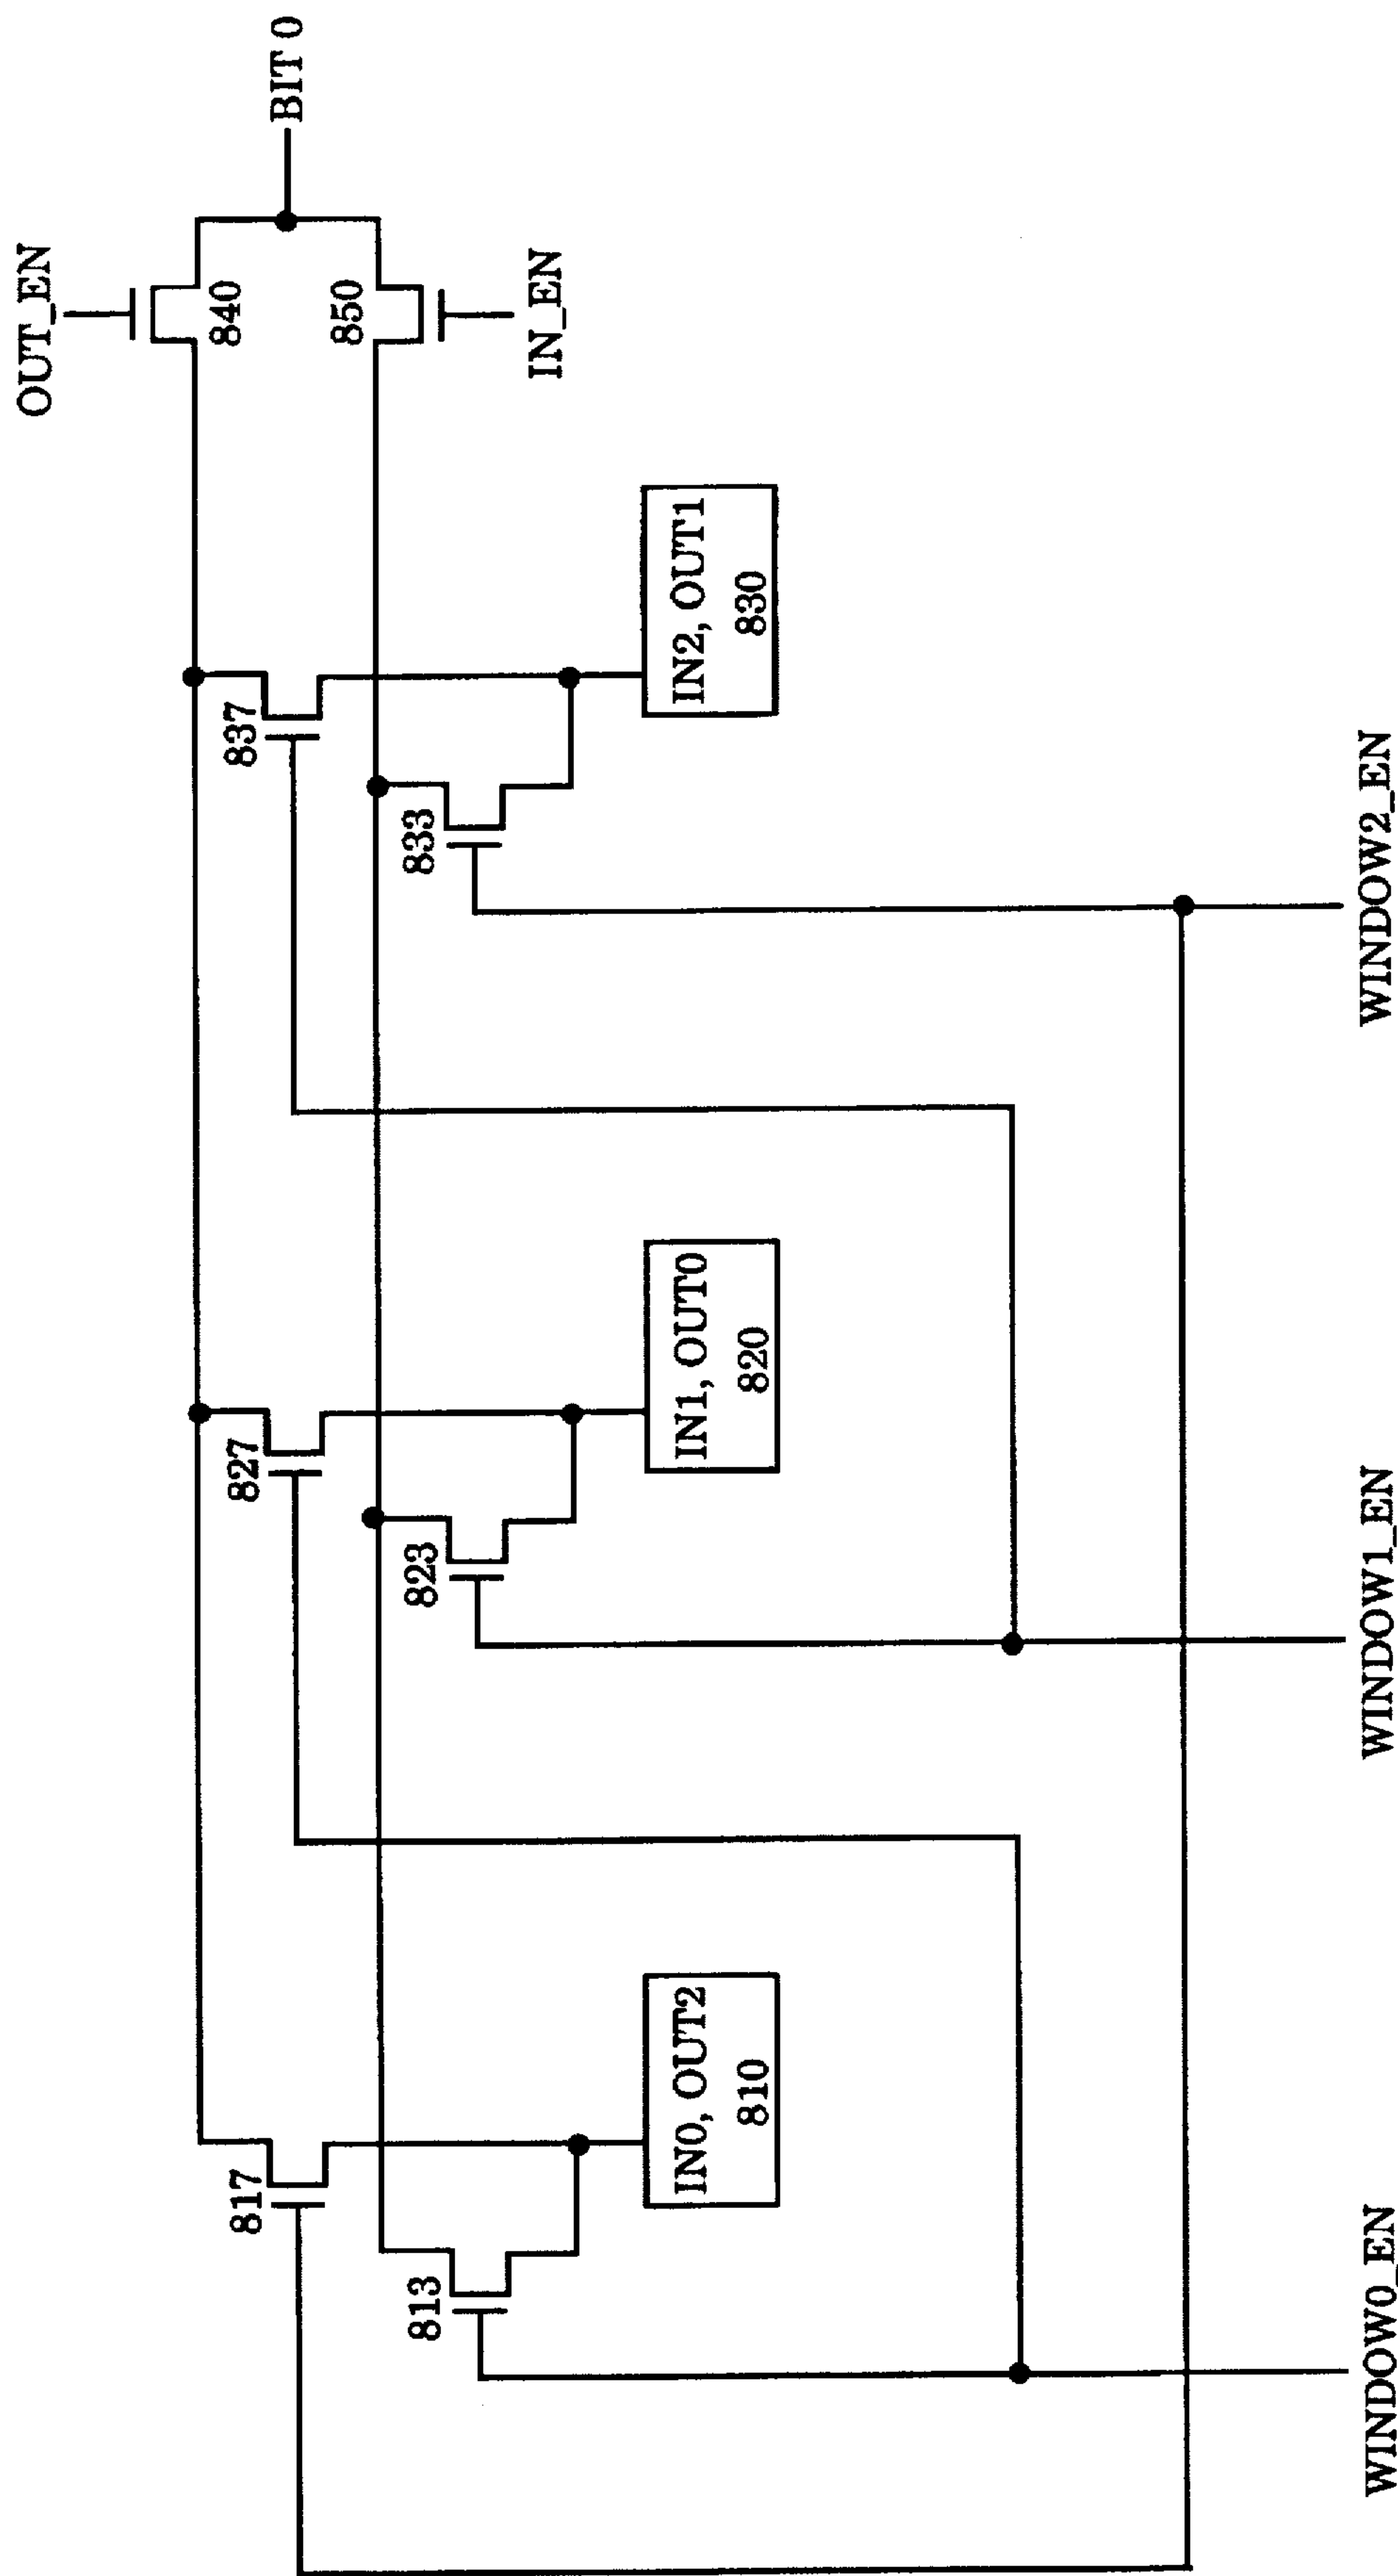 OUT_EN
840
BIT 0
850
IN_EN
817
827
837
813
823
833
IN0, OUT2
810
IN1, OUT0
820
IN2, OUT1
830
WINDOW0_EN
WINDOW1_EN
WINDOW2_EN